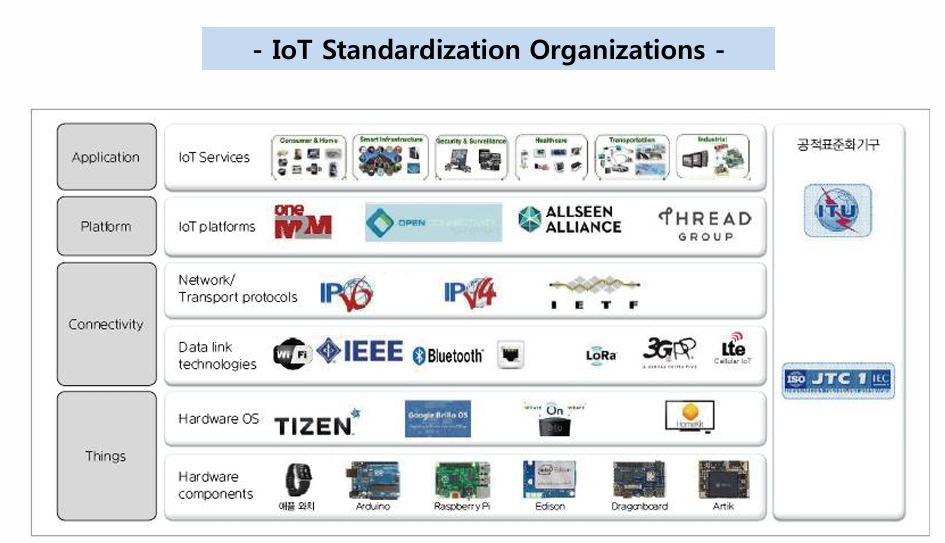 - IoT Standardization Organizations -
Application
IoT Services
Consumer & Home
Smart Infrastructure
Security & Surveillance
Healthcare
Transportation
Industrial
공적표준화기구
ITU
Platform
IoT platforms
one M2M
OPEN CONNECTIVITY
ALLSEEN
ALLIANCE
THREAD
GROUP
Connectivity
Network/
Transport protocols
IPv6
IPv4
I E T F
Data link
technologies
Wi Fi
IEEE
Bluetooth
LoRa
3GPP
A GLOBAL INITIATIVE
Lte
Cellular IoT
ISO JTC 1 IEC
Things
Hardware OS
TIZEN
Google Brillo OS
On
HomeKit
Hardware
components
애플 와치
Arduino
Raspberry Pi
Edison
Dragonboard
Artik